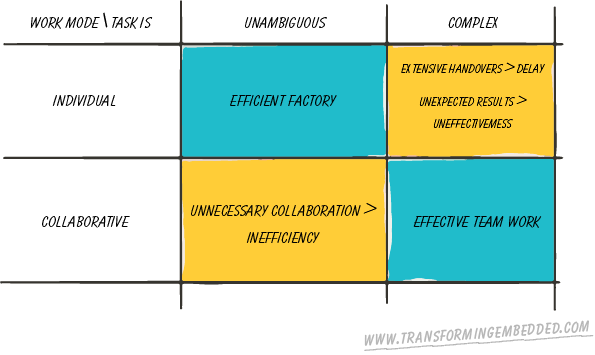 WORK MODE \ TASK IS
UNAMBIGUOUS
COMPLEX
INDIVIDUAL
EFFICIENT FACTORY
EXTENSIVE HANDOVERS > DELAY
UNEXPECTED RESULTS >
UNEFFECTIVEMESS
COLLABORATIVE
UNNECESSARY COLLABORATION >
INEFFICIENCY
EFFECTIVE TEAM WORK
WWW.TRANSFORMINGEMBEDDED.COM